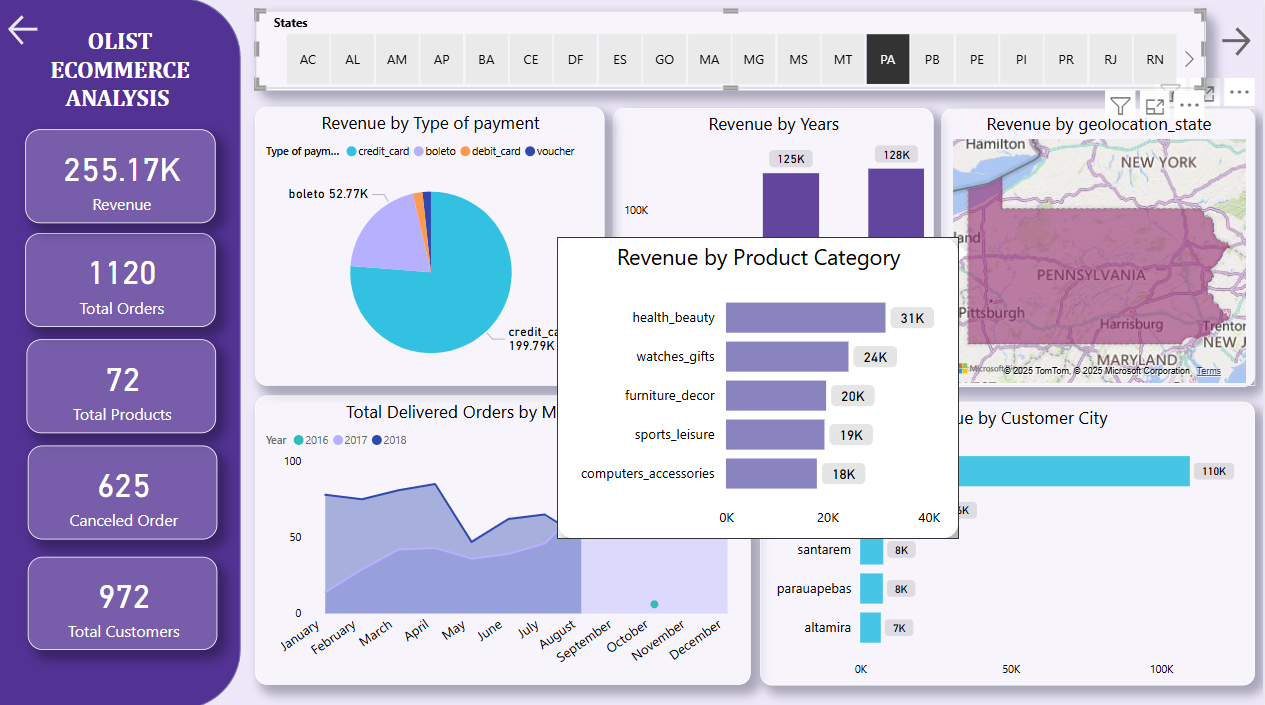 OLIST
ECOMMERCE
ANALYSIS
255.17K
Revenue
1120
Total Orders
72
Total Products
625
Canceled Order
972
Total Customers
States
AC AL AM AP BA CE DF ES GO MA MG MS MT PA PB PE PI PR RJ RN
Revenue by Type of payment
Type of paym... credit_card boleto debit_card voucher
boleto 52.77K
credit_ca
199.79K
Revenue by Years
125K
128K
100K
Revenue by geolocation_state
Hamilton
NEW YORK
PENNSYLVANIA
Pittsburgh
Harrisburg
Trenton
NEW J
MARYLAND
Microsoft
© 2025 TomTom, © 2025 Microsoft Corporation Terms
Revenue by Product Category
health_beauty 31K
watches_gifts 24K
furniture_decor 20K
sports_leisure 19K
computers_accessories 18K
0K 20K 40K
Total Delivered Orders by M
Year 2016 2017 2018
100
50
0
January February March April May June July August September October November December
ue by Customer City
110K
santarem 8K
parauapebas 8K
altamira 7K
0K 50K 100K